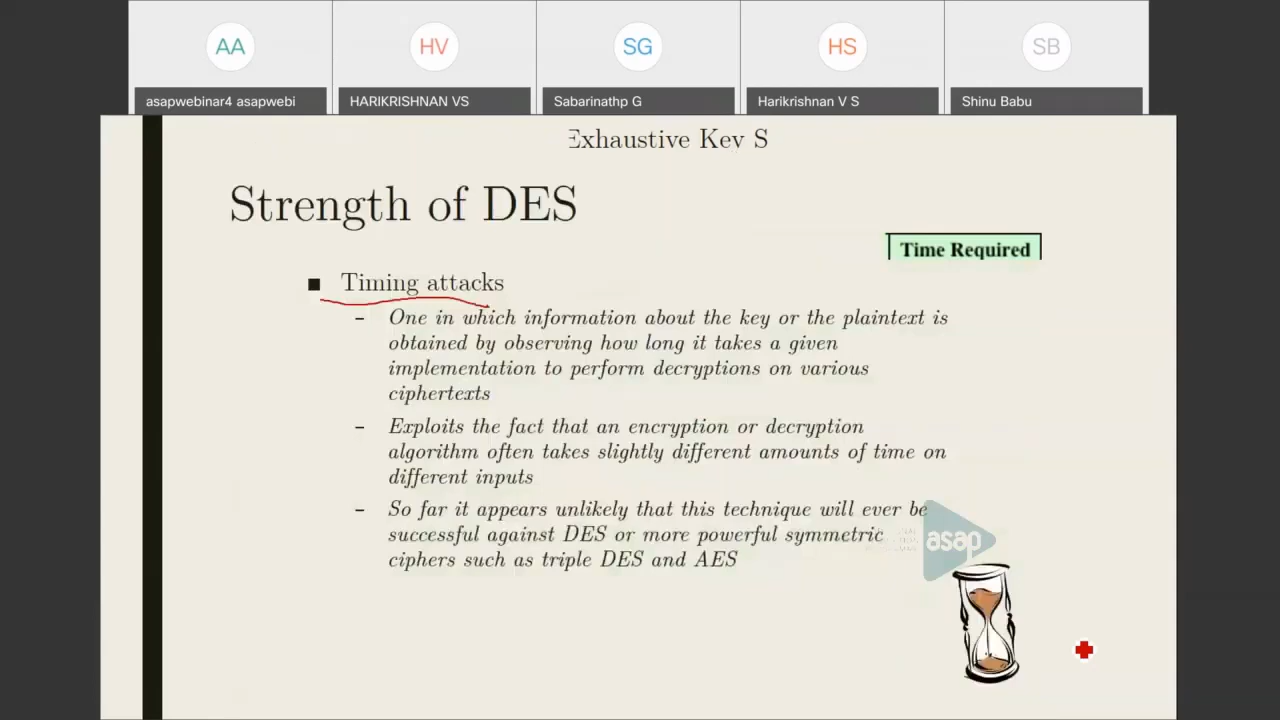 AA HV SG HS SB
asapwebinar4 asapwebi HARIKRISHNAN VS Sabarinathp G Harikrishnan V S Shinu Babu
Exhaustive Key S
Strength of DES
Time Required
■ Timing attacks
– One in which information about the key or the plaintext is
obtained by observing how long it takes a given
implementation to perform decryptions on various
ciphertexts
– Exploits the fact that an encryption or decryption
algorithm often takes slightly different amounts of time on
different inputs
– So far it appears unlikely that this technique will ever be
successful against DES or more powerful symmetric
ciphers such as triple DES and AES
asap